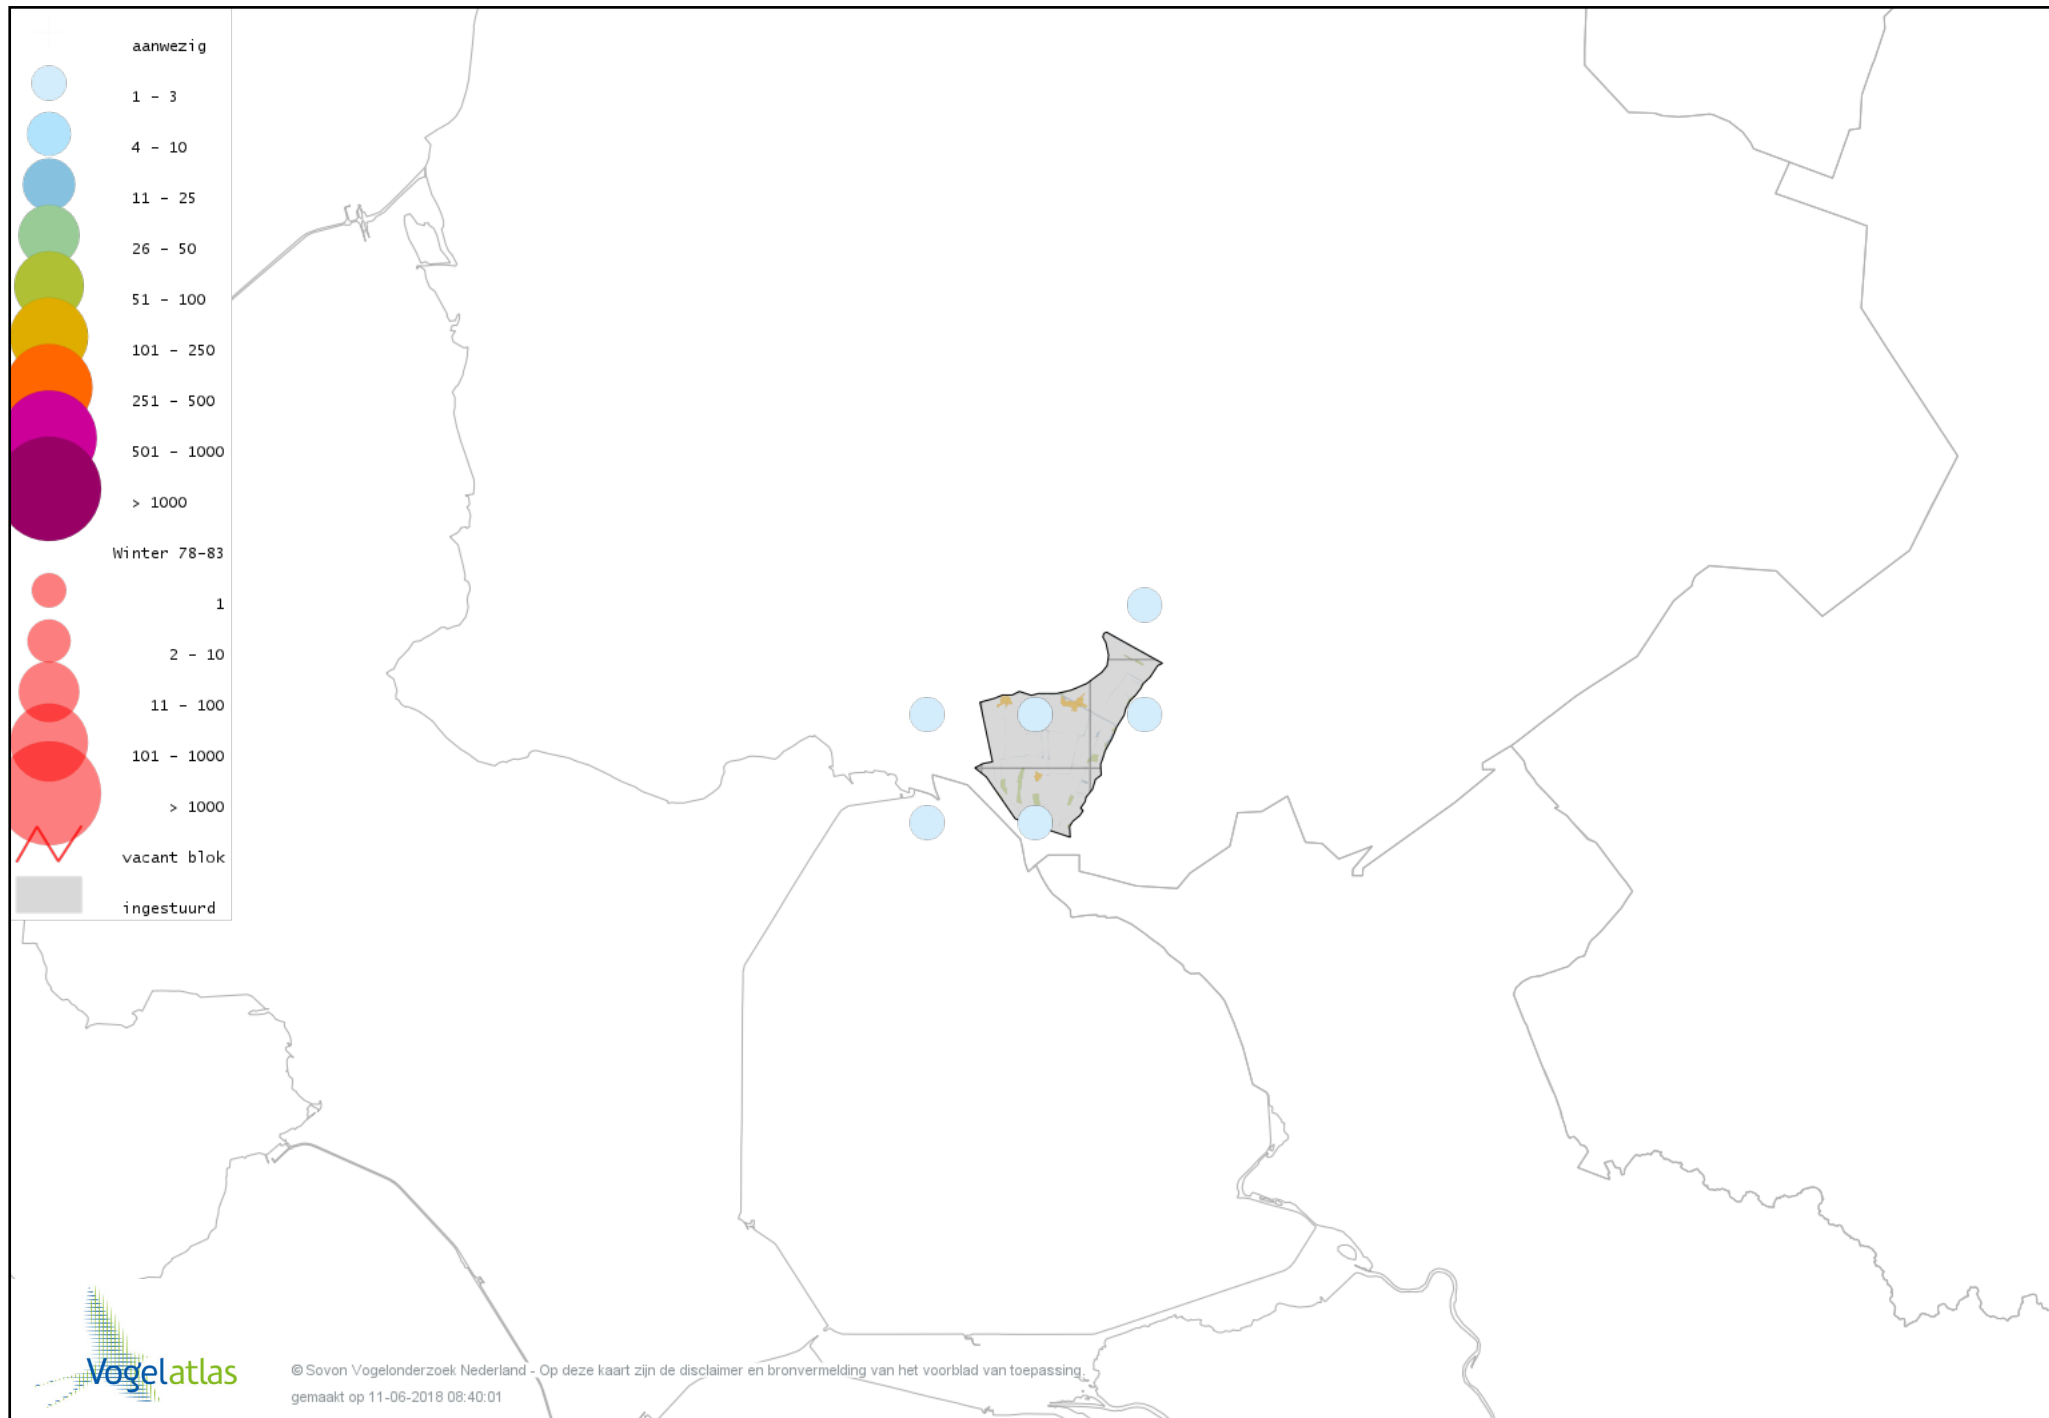 aanwezig
1 - 3
4 - 10
11 - 25
26 - 50
51 - 100
101 - 250
251 - 500
501 - 1000
> 1000
Winter 78-83
1
2 - 10
11 - 100
101 - 1000
> 1000
vacant blok
ingestuurd
Vogelatlas
© Sovon Vogelonderzoek Nederland - Op deze kaart zijn de disclaimer en bronvermelding van het voorblad van toepassing.
gemaakt op 11-06-2018 08:40:01